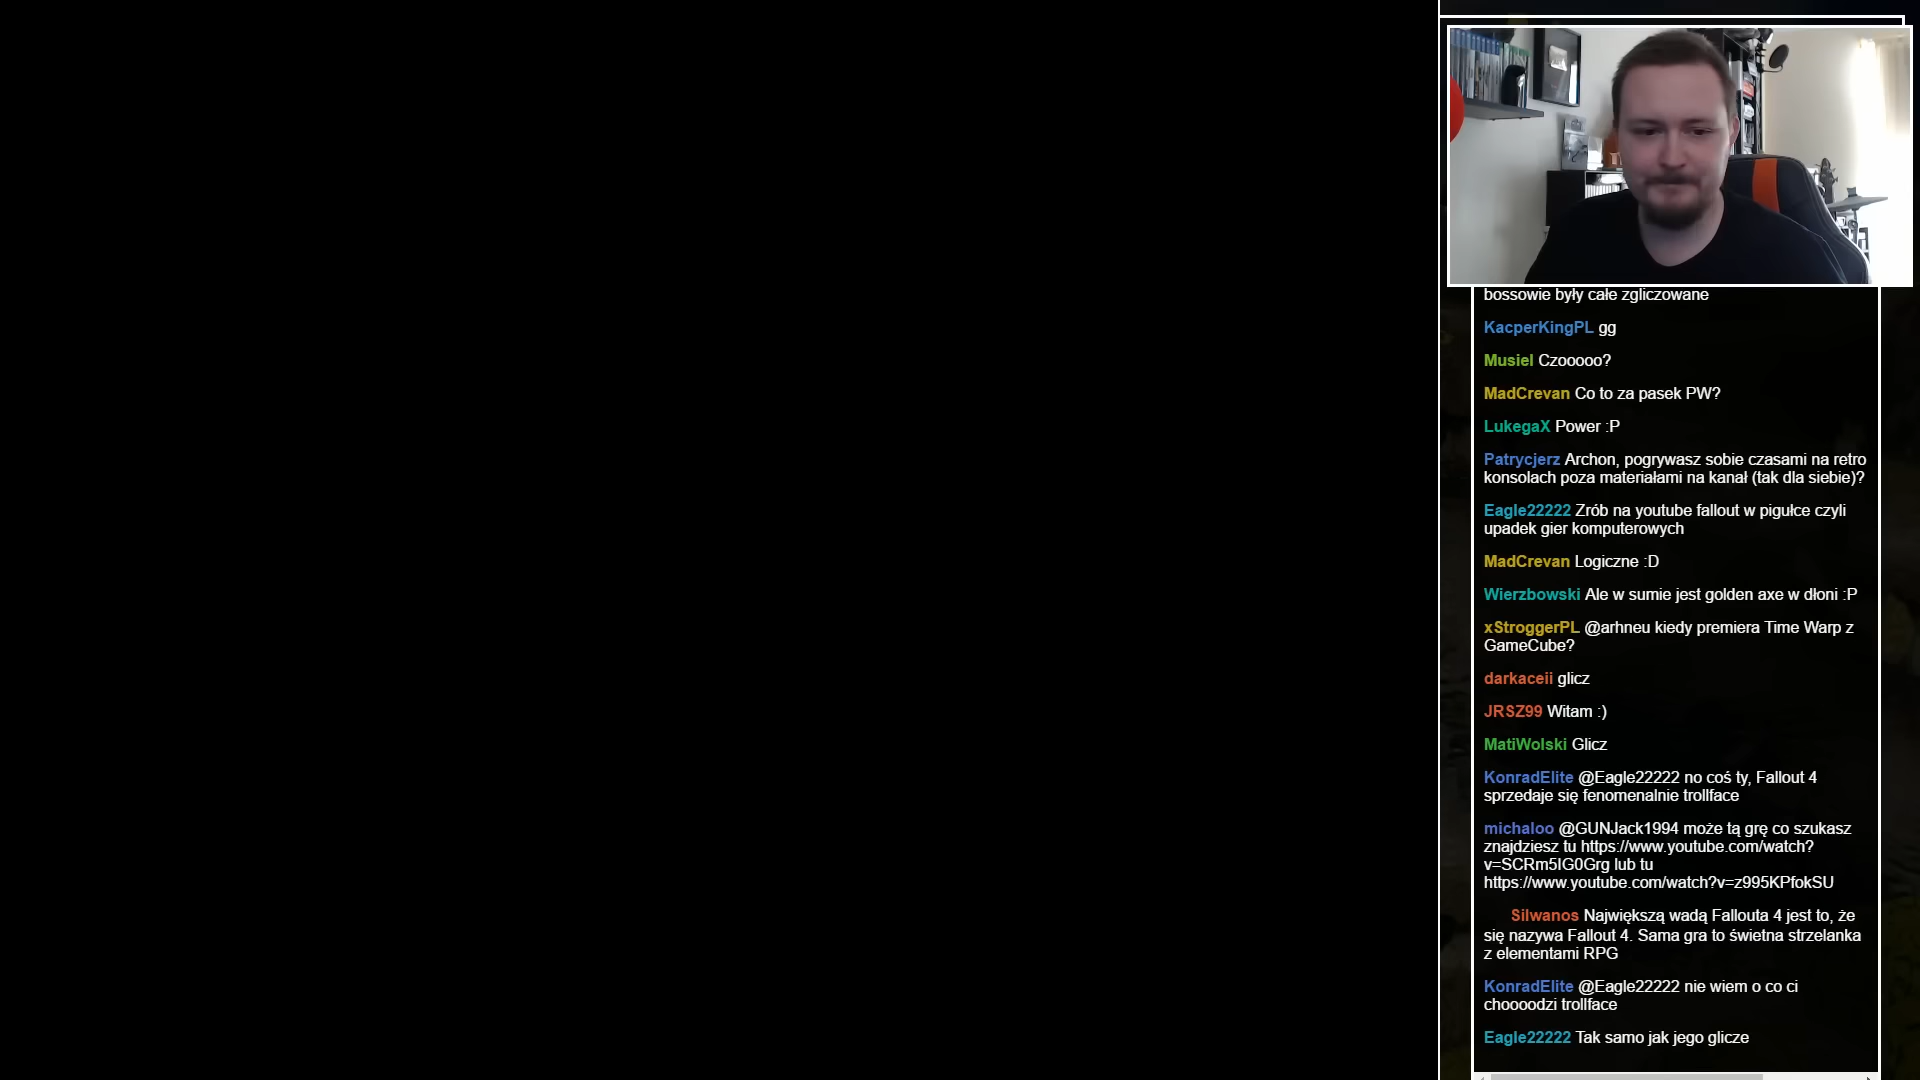 bossowie były całe zgliczowane
KacperKingPL gg
Musiel Czooooo?
MadCrevan Co to za pasek PW?
LukegaX Power :P
Patrycjerz Archon, pogrywasz sobie czasami na retro
konsolach poza materiałami na kanał (tak dla siebie)?
Eagle22222 Zrób na youtube fallout w pigułce czyli
upadek gier komputerowych
MadCrevan Logiczne :D
Wierzbowski Ale w sumie jest golden axe w dłoni :P
xStroggerPL @arhneu kiedy premiera Time Warp z
GameCube?
darkaceii glicz
JRSZ99 Witam :)
MatiWolski Glicz
KonradElite @Eagle22222 no coś ty, Fallout 4
sprzedaje się fenomenalnie trollface
michaloo @GUNJack1994 może tą grę co szukasz
znajdziesz tu https://www.youtube.com/watch?
v=SCRm5IG0Grg lub tu
https://www.youtube.com/watch?v=z995KPfokSU
Silwanos Największą wadą Fallouta 4 jest to, że
się nazywa Fallout 4. Sama gra to świetna strzelanka
z elementami RPG
KonradElite @Eagle22222 nie wiem o co ci
choooodzi trollface
Eagle22222 Tak samo jak jego glicze